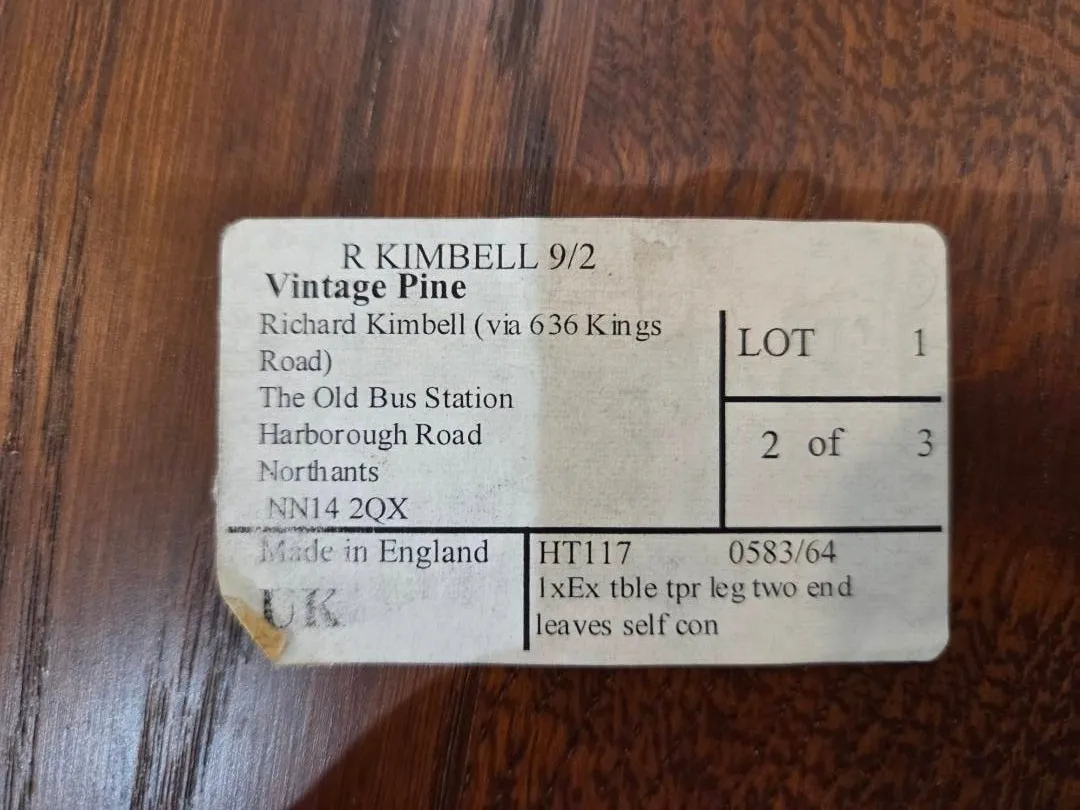 R KIMBELL 9/2
Vintage Pine
Richard Kimbell (via 636 Kings
Road)
The Old Bus Station
Harborough Road
Northants
NN14 2QX
LOT 1
2 of 3
Made in England
UK
HT117 0583/64
1xEx tble tpr leg two end
leaves self con